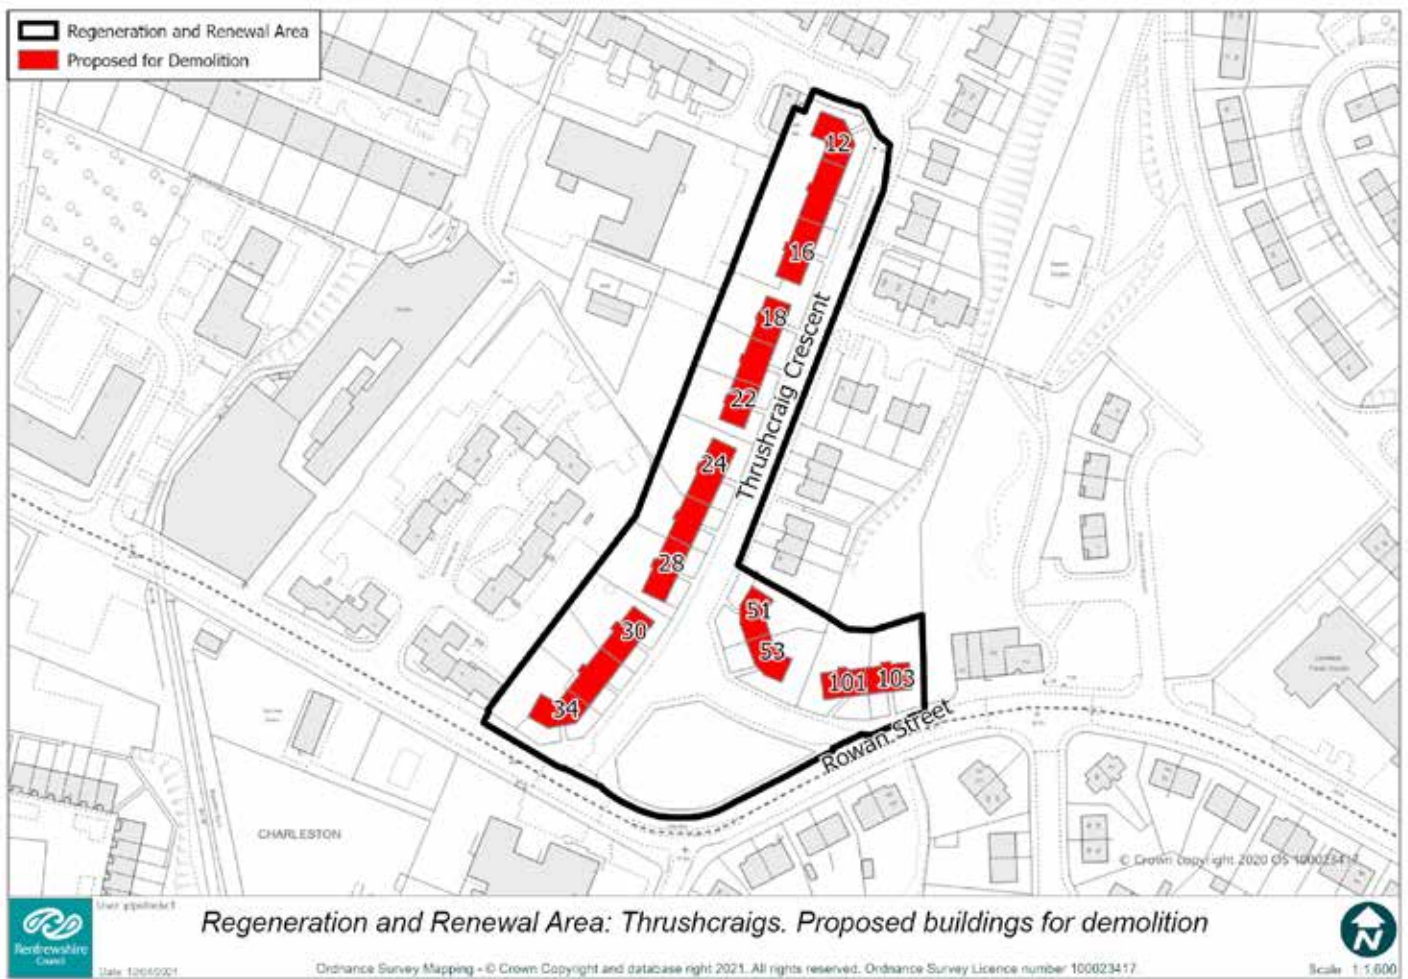 Regeneration and Renewal Area
Proposed for Demolition
12
16
18
22
Thrushcraig Crescent
24
28
30
34
51
53
101 103
Rowan Street
CHARLESTON
© Crown copyright 2020 OS 100023417
Renfrewshire
Council
Regeneration and Renewal Area: Thrushcraigs. Proposed buildings for demolition
Ordnance Survey Mapping - © Crown Copyright and database right 2021. All rights reserved. Ordnance Survey Licence number 100023417.
N
Scale 1:1,600